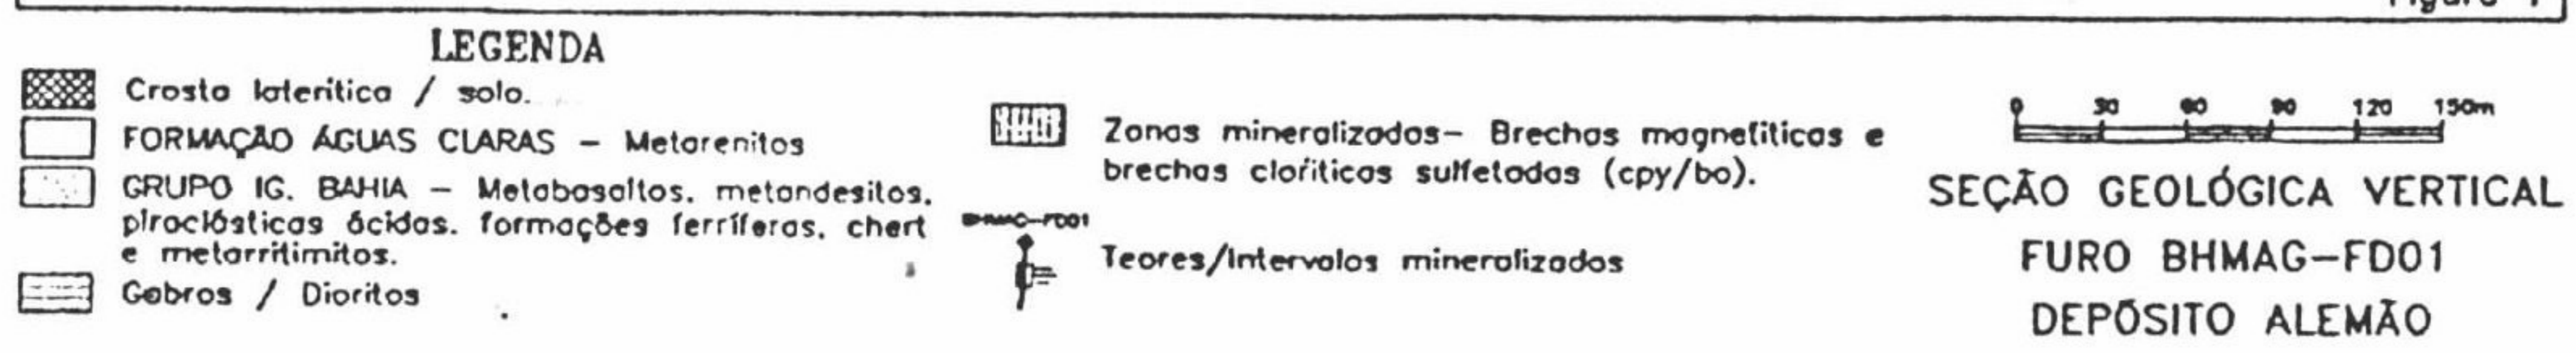 LEGENDA
Crosta laterítica / solo.
FORMAÇÃO ÁGUAS CLARAS - Metarenitos
GRUPO IG. BAHIA - Metabasaltos, metandesitos,
piroclásticas ácidas, formações ferríferas, chert
e metarritimitos.
Gabros / Dioritos
Zonas mineralizadas- Brechas magnetíticas e
brechas cloríticas sulfetadas (cpy/bo).
BHMAG-FD01
Teores/Intervalos mineralizados
0 30 60 90 120 150m
SEÇÃO GEOLÓGICA VERTICAL
FURO BHMAG-FD01
DEPÓSITO ALEMÃO